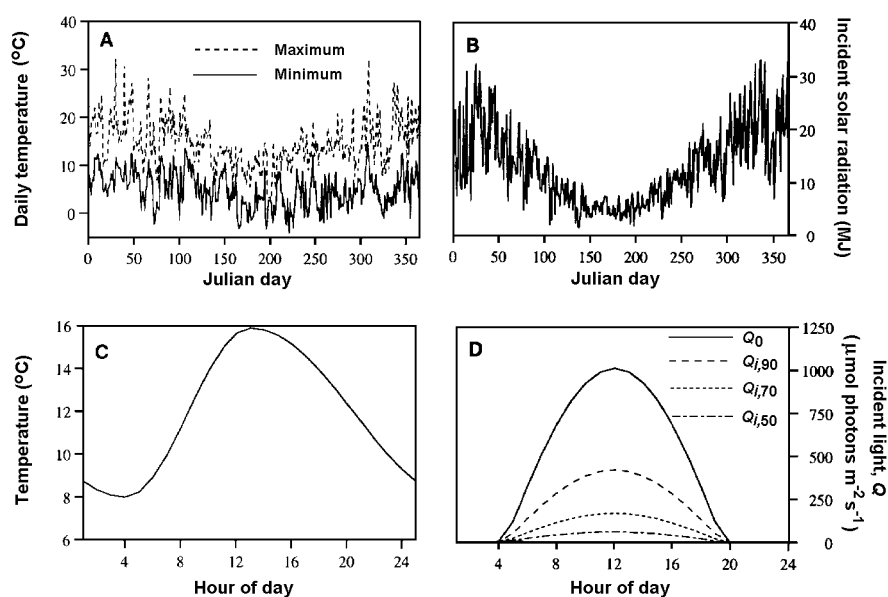 A
Maximum
Minimum
40
30
20
10
0
Daily temperature (°C)
0 50 100 150 200 250 300 350
Julian day
B
40
30
20
10
0
Incident solar radiation (MJ)
0 50 100 150 200 250 300 350
Julian day
C
16
14
12
10
8
6
Temperature (°C)
4 8 12 16 20 24
Hour of day
D
Q0
Qi,90
Qi,70
Qi,50
1250
1000
750
500
250
0
Incident light, Q
(μmol photons m-2 s-1)
4 8 12 16 20 24
Hour of day